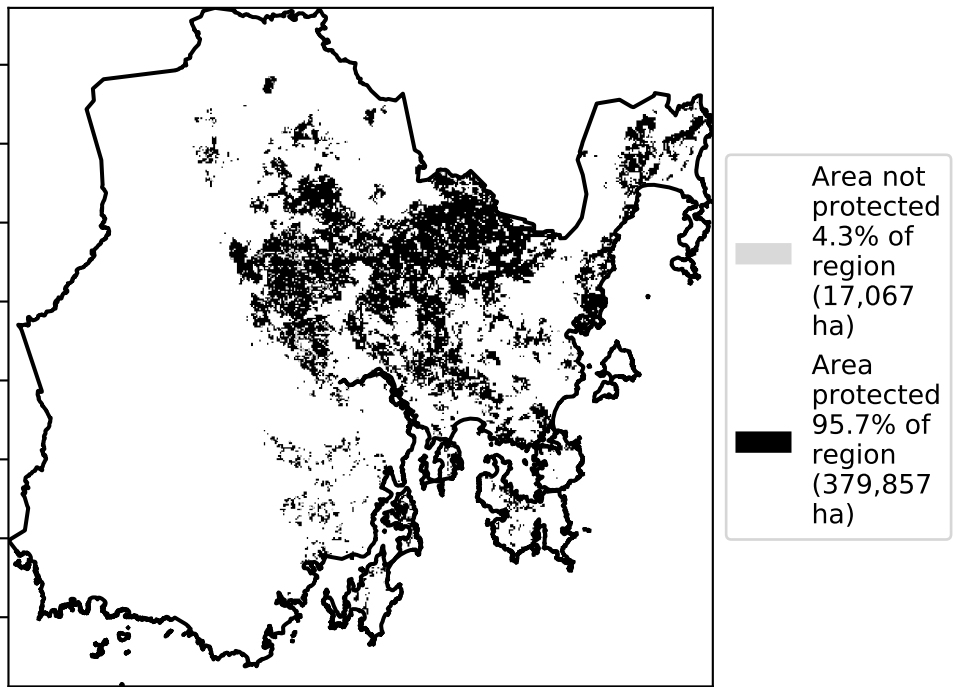 Area not
protected
4.3% of
region
(17,067
ha)
Area
protected
95.7% of
region
(379,857
ha)